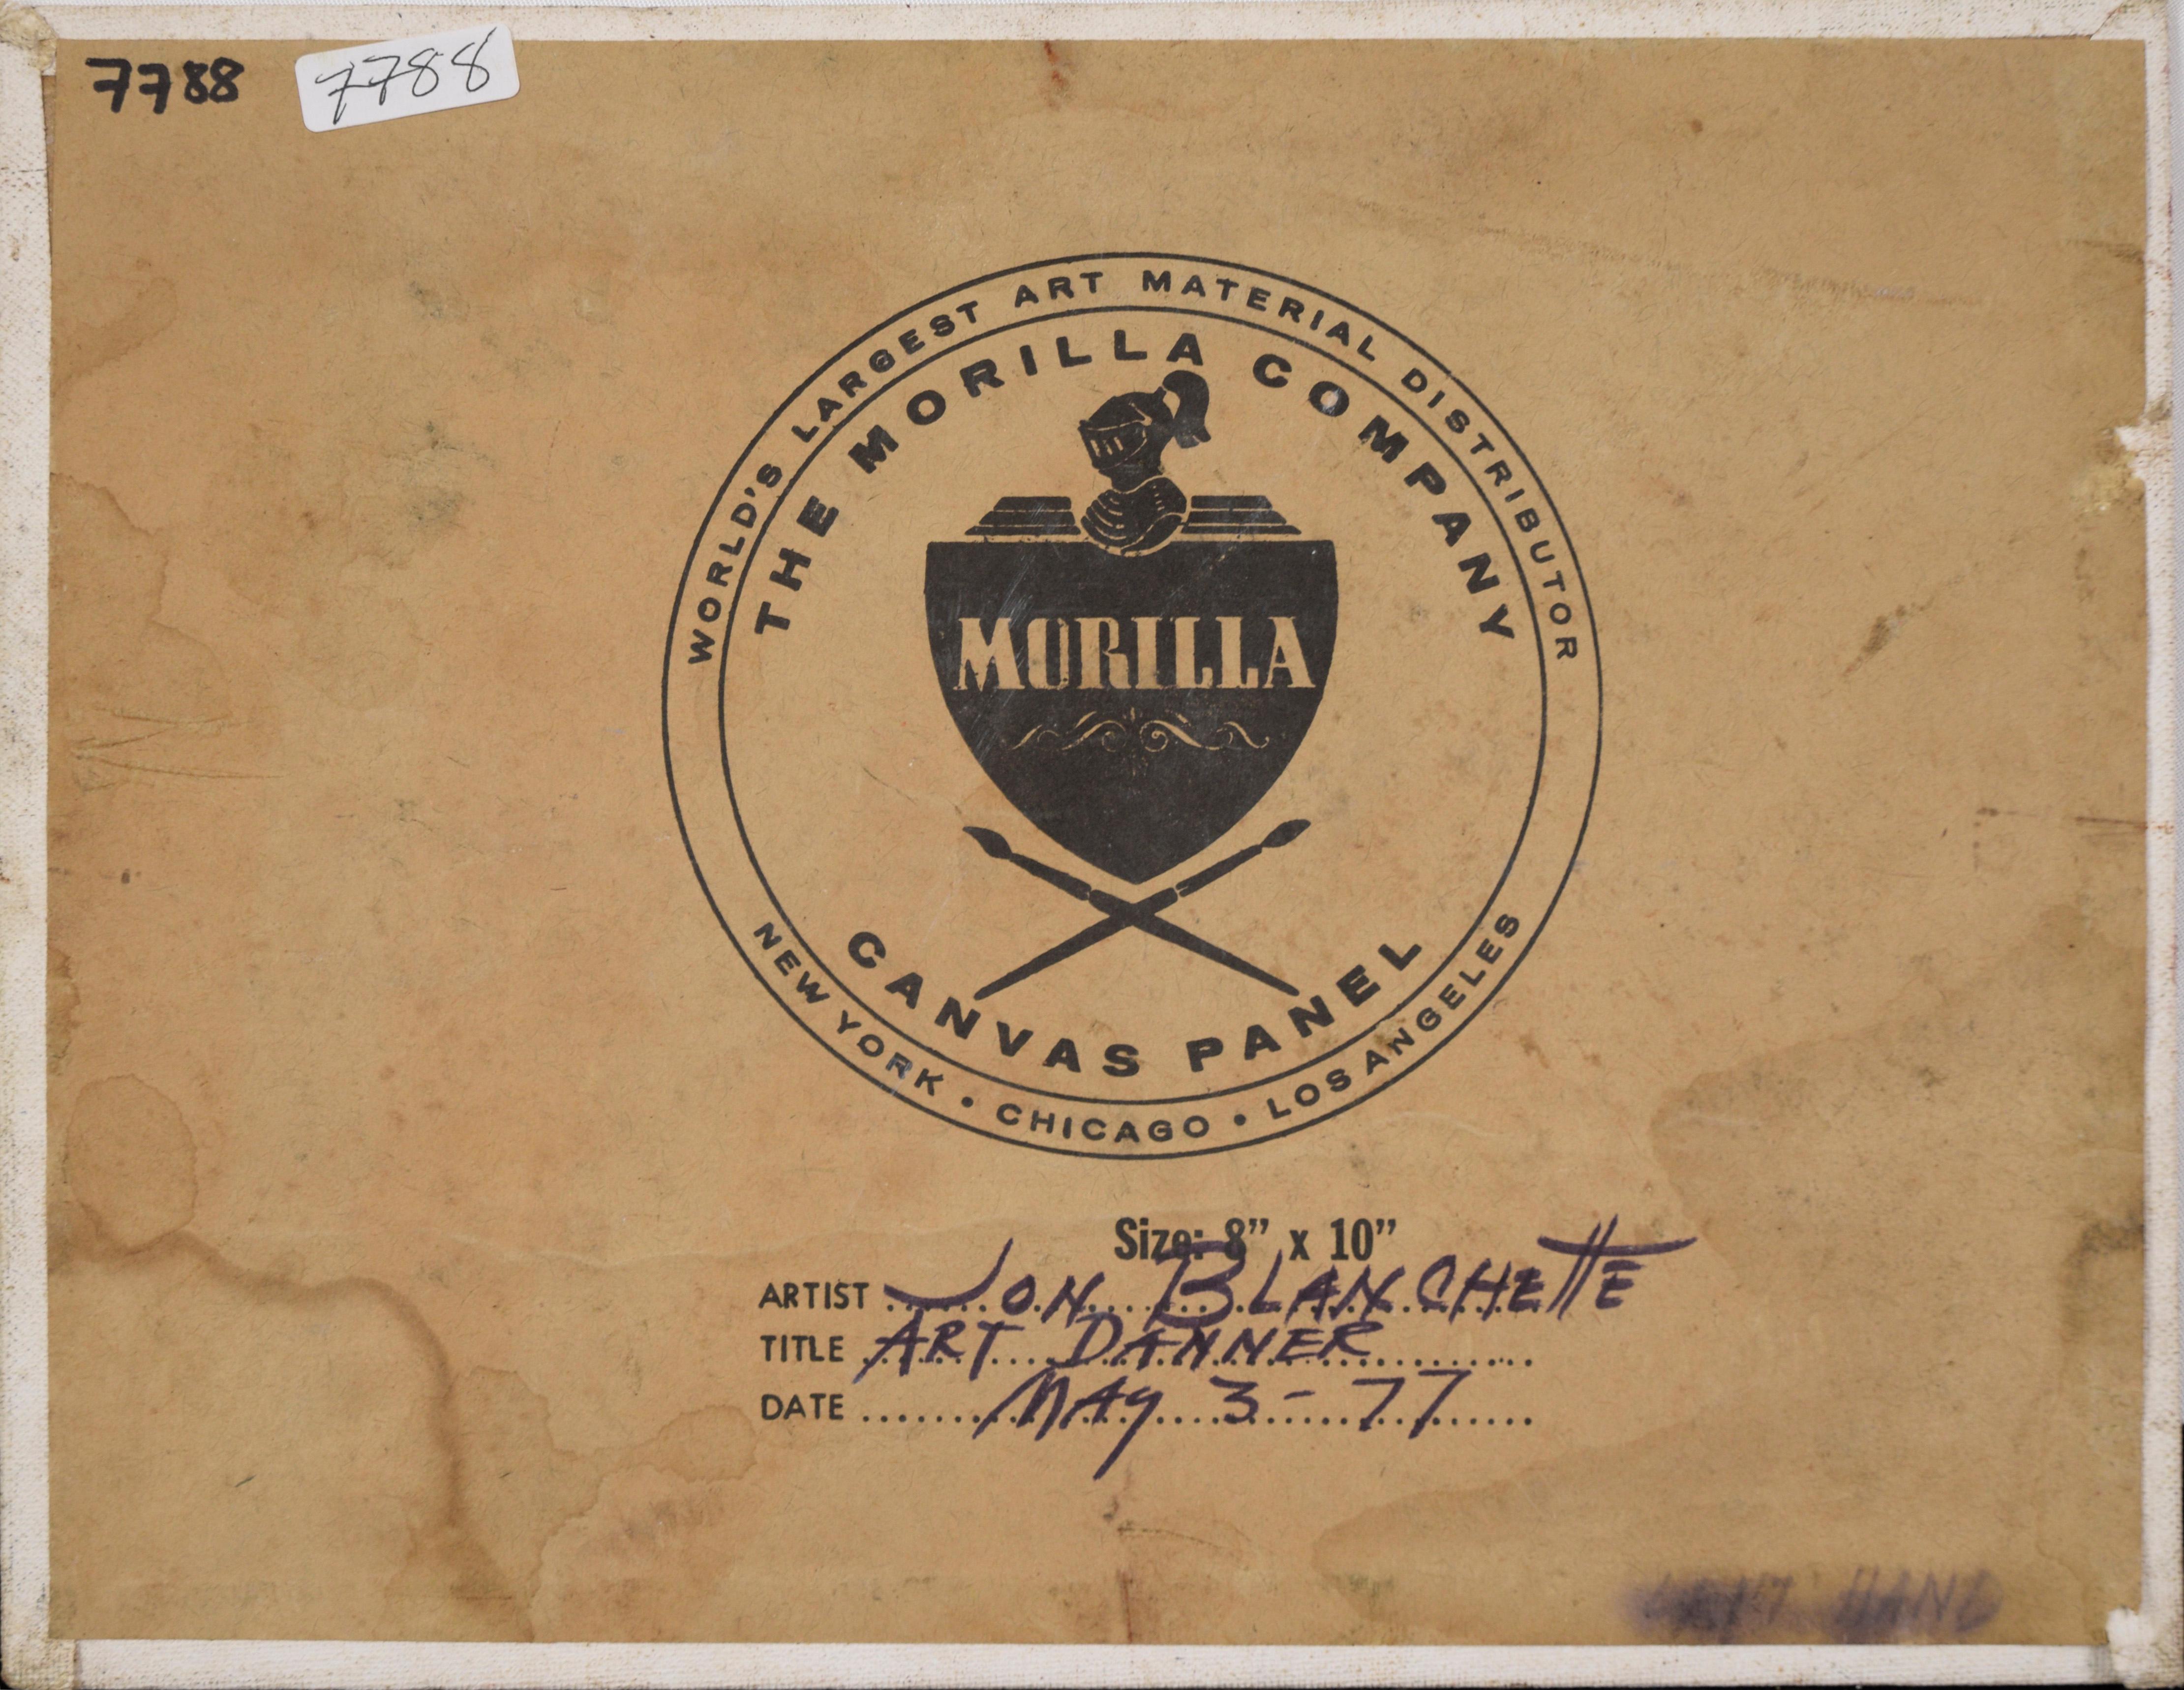 7788
7788
WORLD'S LARGEST ART MATERIAL DISTRIBUTOR
THE MORILLA COMPANY
MORILLA
CANVAS PANEL
NEW YORK • CHICAGO • LOS ANGELES
Size: 8” x 10”
ARTIST JON BLANCHETTE
TITLE ART DANNER
DATE MAY 3 - 77
HAND